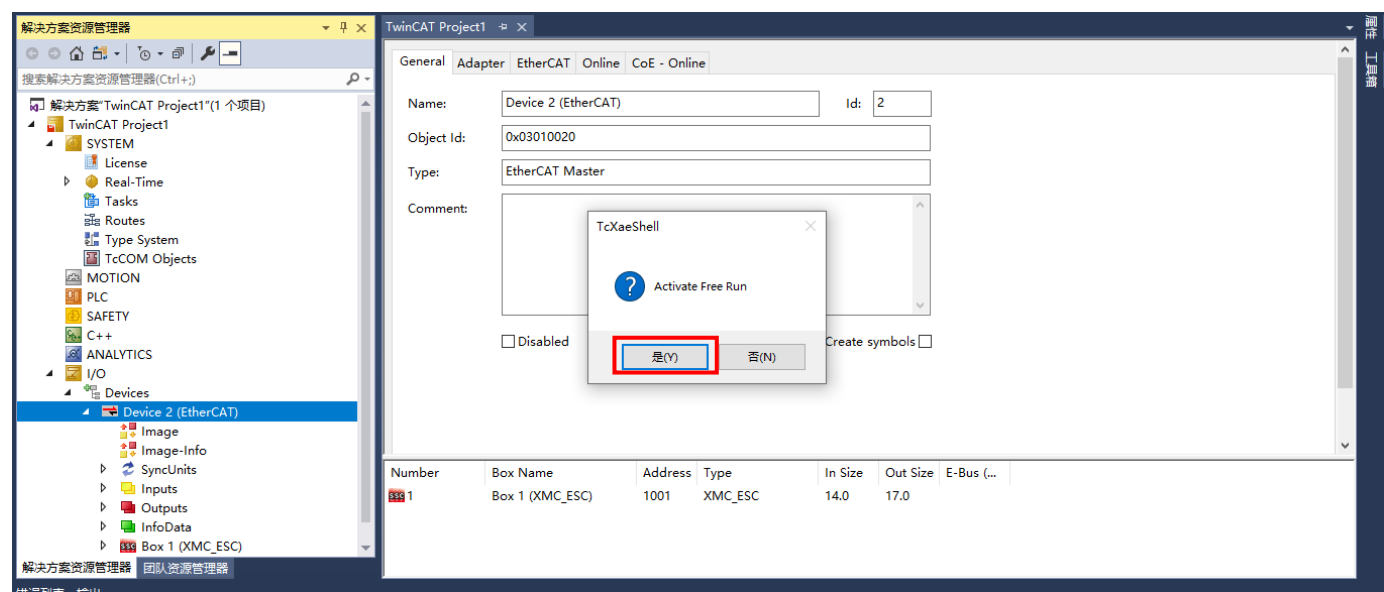 解决方案资源管理器
搜索解决方案资源管理器(Ctrl+;)
解决方案"TwinCAT Project1"(1 个项目)
TwinCAT Project1
SYSTEM
License
Real-Time
Tasks
Routes
Type System
TcCOM Objects
MOTION
PLC
SAFETY
C++
ANALYTICS
I/O
Devices
Device 2 (EtherCAT)
Image
Image-Info
SyncUnits
Inputs
Outputs
InfoData
Box 1 (XMC_ESC)
解决方案资源管理器 团队资源管理器
TwinCAT Project1
General Adapter EtherCAT Online CoE - Online
Name: Device 2 (EtherCAT) Id: 2
Object Id: 0x03010020
Type: EtherCAT Master
Comment:
TcXaeShell
Activate Free Run
是(Y) 否(N)
Disabled Create symbols
Number Box Name Address Type In Size Out Size E-Bus (...
1 Box 1 (XMC_ESC) 1001 XMC_ESC 14.0 17.0
属性
工具箱